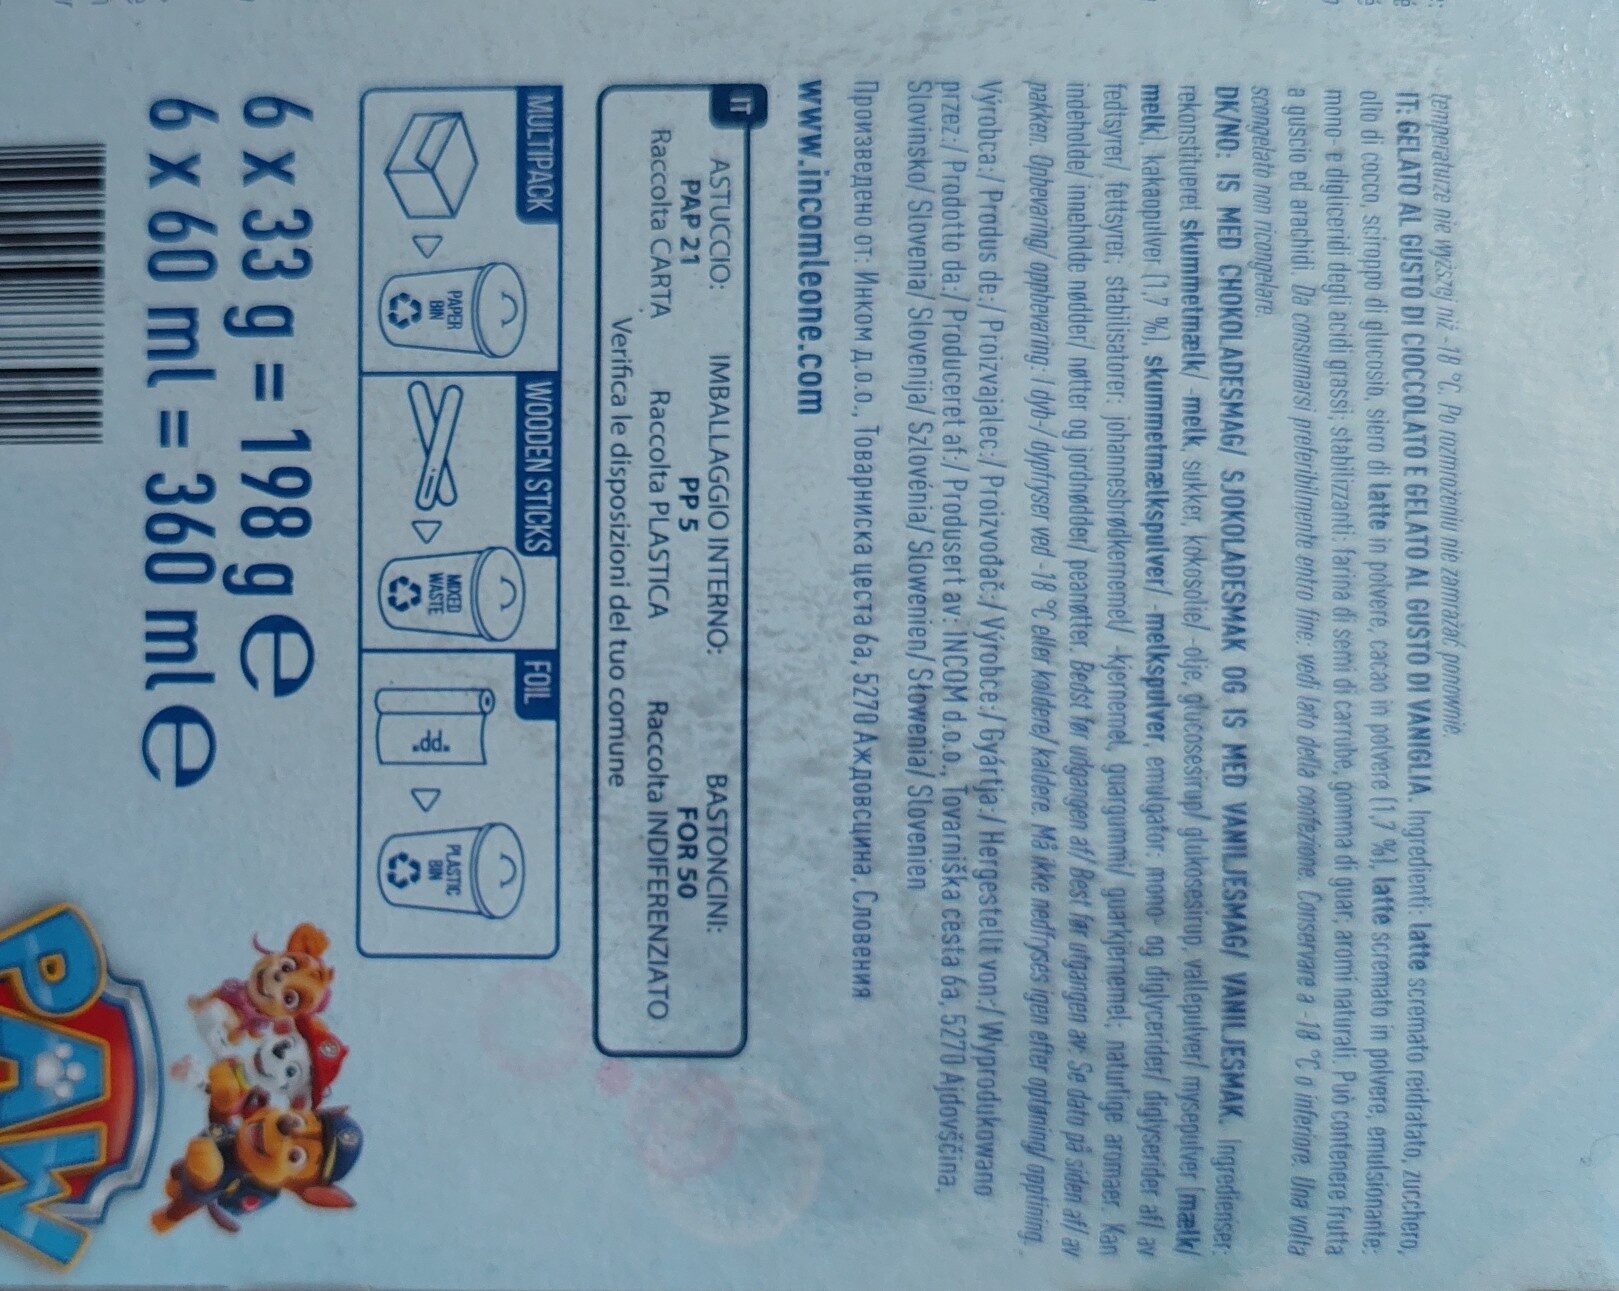 temperaturze nie wyższej niż -18 °C. Po rozmrożeniu nie zamrażać ponownie.
IT: GELATO AL GUSTO DI CIOCCOLATO E GELATO AL GUSTO DI VANIGLIA. Ingredienti: latte scremato reidratato, zucchero,
olio di cocco, sciroppo di glucosio, siero di latte in polvere, cacao in polvere (1,7 %), latte scremato in polvere, emulsionante:
mono- e digliceridi degli acidi grassi; stabilizzanti: farina di semi di carrube, gomma di guar; aromi naturali. Può contenere frutta
a guscio ed arachidi. Da consumarsi preferibilmente entro fine: vedi lato della confezione. Conservare a -18 °C o inferiore. Una volta
scongelato non ricongelare.
DK/NO: IS MED CHOKOLADESMAG/ SJOKOLADESMAK OG IS MED VANILJESMAG/ VANILJESMAK. Ingredienser:
rekonstitueret skummetmælk/ -melk, sukker, kokosolie/ -olje, glucosesirup/ glukosesirup, vallepulver/ mysepulver (mælk/
melk), kakaopulver (1,7 %), skummetmælkspulver/ -melkspulver, emulgator: mono- og diglycerider/ diglyserider af/ av
fedtsyrer/ fettsyrer; stabilisatorer: johannesbrødkernemel/ -kjernemel, guargummi/ guarkjernemel; naturlige aromaer. Kan
indeholde/ inneholde nødder/ nøtter og jordnødder/ peanøtter. Bedst før udgangen af/ Best før utgangen av: Se dato på siden af/ av
pakken. Opbevaring/ oppbevaring: I dyb-/ dypfryser ved -18 °C eller koldere/ kaldere. Må ikke nedfryses igen efter optøning/ opptining.
Výrobca:/ Produs de:/ Proizvajalec:/ Proizvođač:/ Výrobce:/ Gyártja:/ Hergestellt von:/ Wyprodukowano
przez:/ Prodotto da:/ Produceret af:/ Produsert av: INCOM d.o.o., Tovarniška cesta 6a, 5270 Ajdovščina,
Slovinsko/ Slovenia/ Slovenija/ Szlovénia/ Slowenien/ Słowenia/ Slovenien
Произведено от: Инком д.о.о., Товарниска цеста 6а, 5270 Аждовсцина, Словения
www.incomleone.com
IT
ASTUCCIO: IMBALLAGGIO INTERNO: BASTONCINI:
PAP 21 PP 5 FOR 50
Raccolta CARTA Raccolta PLASTICA Raccolta INDIFERENZIATO
Verifica le disposizioni del tuo comune
MULTIPACK WOODEN STICKS FOIL
PAPER BIN
MIXED WASTE
PP
PLASTIC BIN
6 x 33 g = 198 g e
6 x 60 ml = 360 ml e
PAW